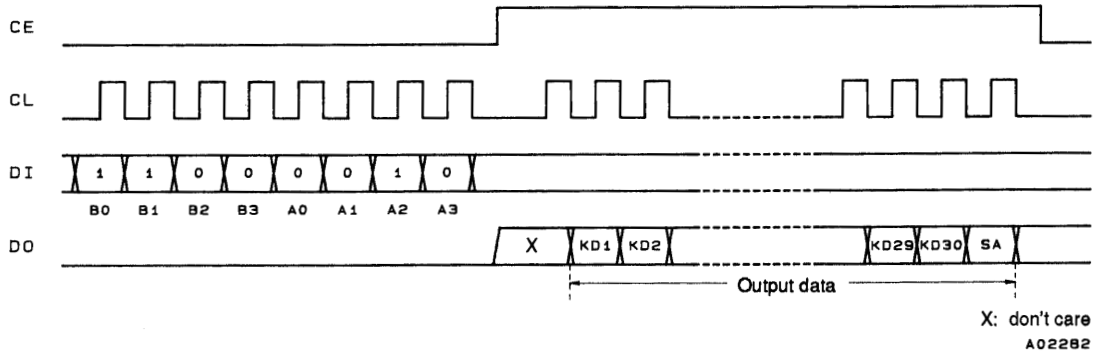 CE
CL
DI 1 1 0 0 0 0 1 0
B0 B1 B2 B3 A0 A1 A2 A3
DO X KD1 KD2 KD29 KD30 SA
Output data
X: don't care
A02282